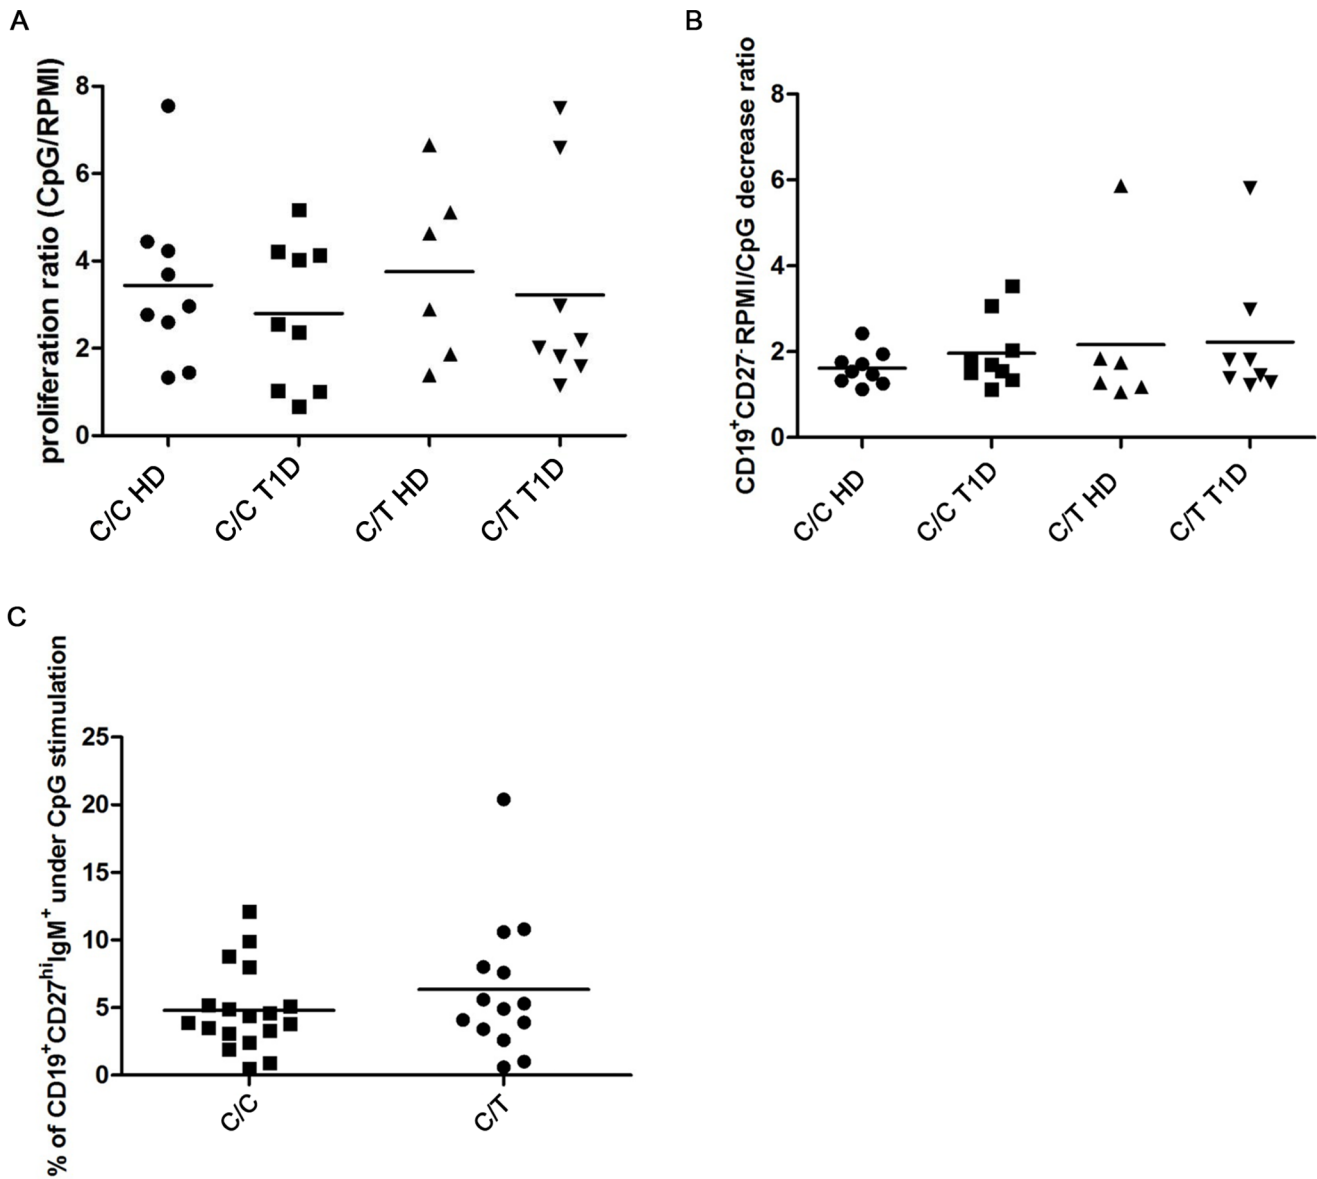 A
proliferation ratio (CpG/RPMI)
8
6
4
2
0
C/C HD
C/C T1D
C/T HD
C/T T1D
B
CD19⁺CD27⁻ RPMI/CpG decrease ratio
8
6
4
2
0
C/C HD
C/C T1D
C/T HD
C/T T1D
C
% of CD19⁺CD27ʰⁱIgM⁺ under CpG stimulation
25
20
15
10
5
0
C/C
C/T